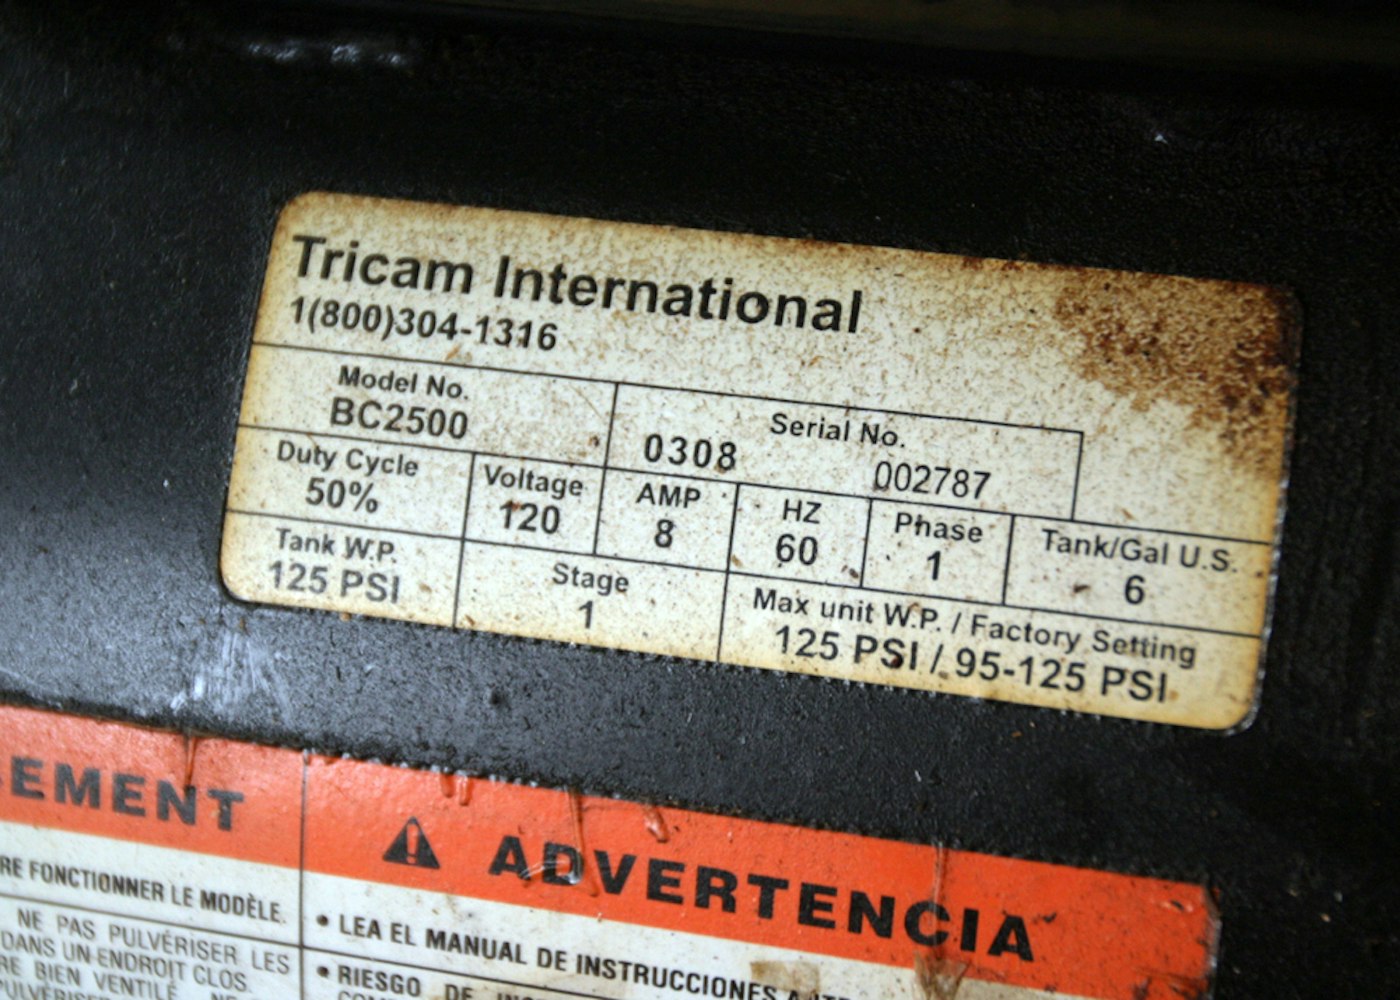 Tricam International
1(800)304-1316
Model No.
BC2500
Serial No.
0308 002787
Duty Cycle
50%
Voltage
120
AMP
8
HZ
60
Phase
1
Tank/Gal U.S.
6
Tank W.P.
125 PSI
Stage
1
Max unit W.P. / Factory Setting
125 PSI / 95-125 PSI
EMENT
RE FONCTIONNER LE MODÈLE.
NE PAS PULVÉRISER LES
DANS UN ENDROIT CLOS
RE BIEN VENTILÉ
ADVERTENCIA
• LEA EL MANUAL DE INSTRUCCIONES
• RIESGO DE